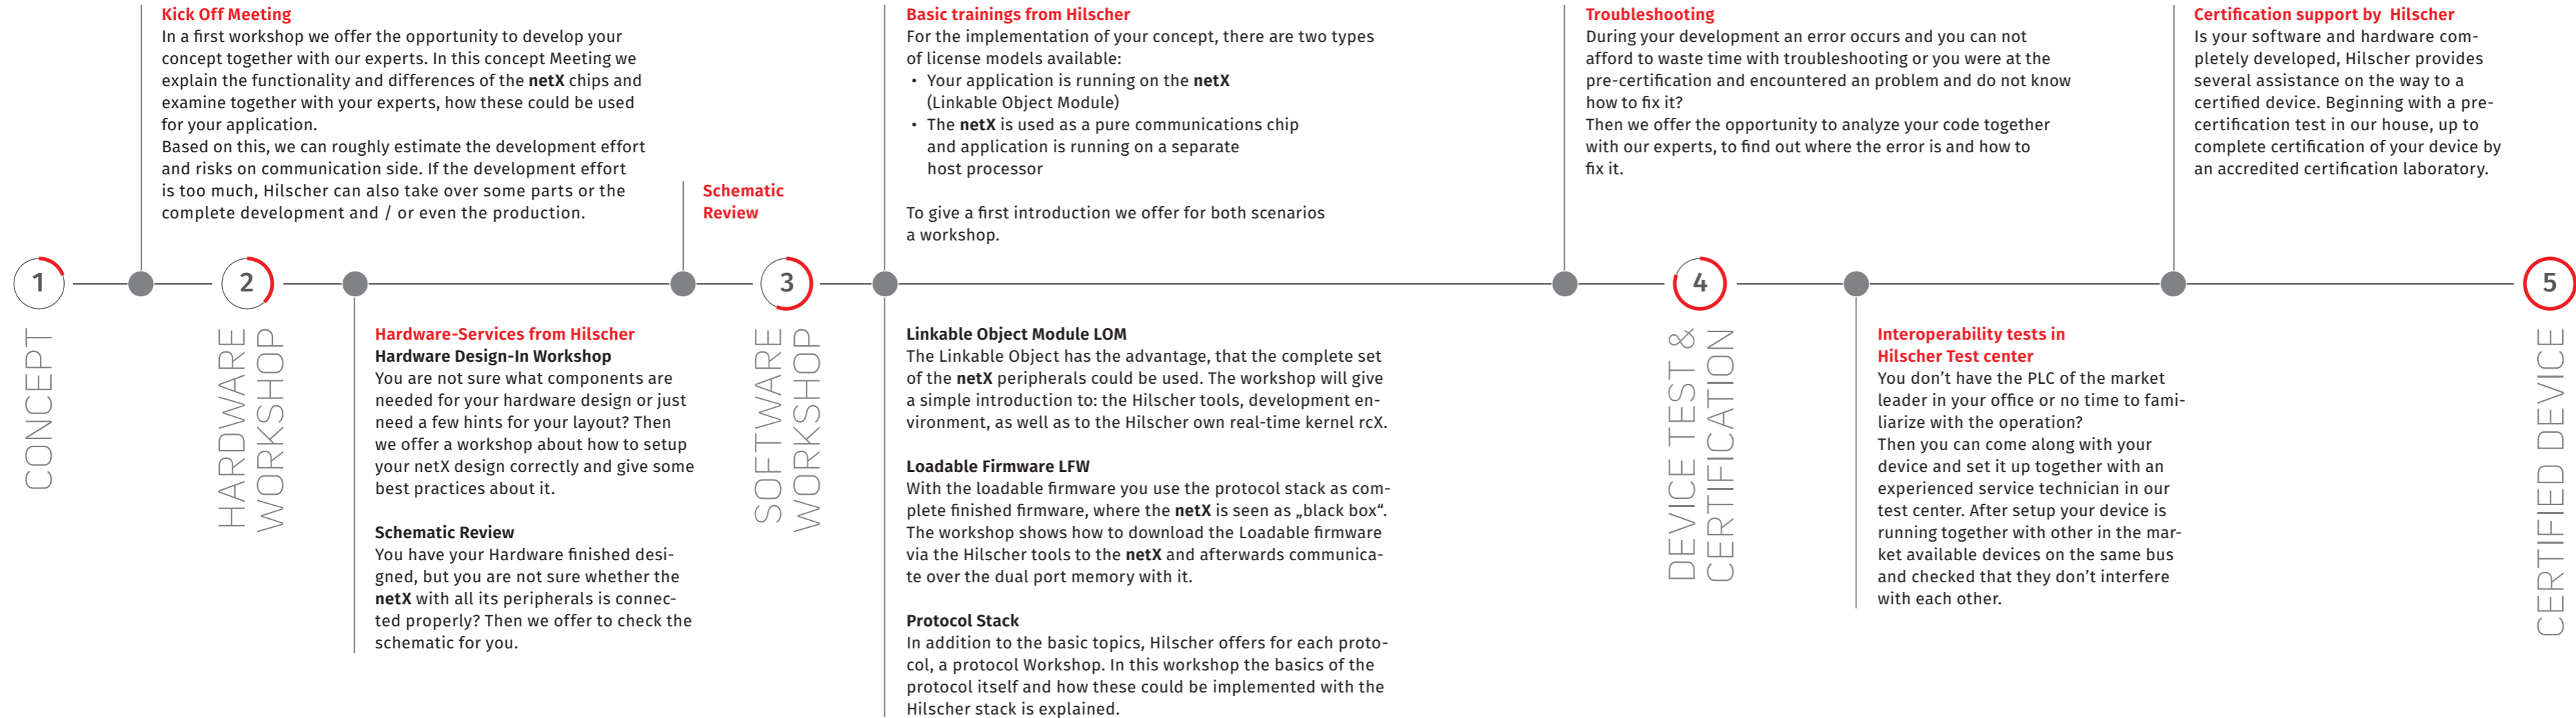 Kick Off Meeting
In a first workshop we offer the opportunity to develop your
concept together with our experts. In this concept Meeting we
explain the functionality and differences of the netX chips and
examine together with your experts, how these could be used
for your application.
Based on this, we can roughly estimate the development effort
and risks on communication side. If the development effort
is too much, Hilscher can also take over some parts or the
complete development and / or even the production.
Schematic
Review
Basic trainings from Hilscher
For the implementation of your concept, there are two types
of license models available:
• Your application is running on the netX
(Linkable Object Module)
• The netX is used as a pure communications chip
and application is running on a separate
host processor
To give a first introduction we offer for both scenarios
a workshop.
Troubleshooting
During your development an error occurs and you can not
afford to waste time with troubleshooting or you were at the
pre-certification and encountered an problem and do not know
how to fix it?
Then we offer the opportunity to analyze your code together
with our experts, to find out where the error is and how to
fix it.
Certification support by Hilscher
Is your software and hardware com-
pletely developed, Hilscher provides
several assistance on the way to a
certified device. Beginning with a pre-
certification test in our house, up to
complete certification of your device by
an accredited certification laboratory.
1
2
3
4
5
CONCEPT
HARDWARE
WORKSHOP
Hardware-Services from Hilscher
Hardware Design-In Workshop
You are not sure what components are
needed for your hardware design or just
need a few hints for your layout? Then
we offer a workshop about how to setup
your netX design correctly and give some
best practices about it.
Schematic Review
You have your Hardware finished desi-
gned, but you are not sure whether the
netX with all its peripherals is connec-
ted properly? Then we offer to check the
schematic for you.
SOFTWARE
WORKSHOP
Linkable Object Module LOM
The Linkable Object has the advantage, that the complete set
of the netX peripherals could be used. The workshop will give
a simple introduction to: the Hilscher tools, development en-
vironment, as well as to the Hilscher own real-time kernel rcX.
Loadable Firmware LFW
With the loadable firmware you use the protocol stack as com-
plete finished firmware, where the netX is seen as „black box“.
The workshop shows how to download the Loadable firmware
via the Hilscher tools to the netX and afterwards communica-
te over the dual port memory with it.
Protocol Stack
In addition to the basic topics, Hilscher offers for each proto-
col, a protocol Workshop. In this workshop the basics of the
protocol itself and how these could be implemented with the
Hilscher stack is explained.
DEVICE TEST &
CERTIFICATION
Interoperability tests in
Hilscher Test center
You don’t have the PLC of the market
leader in your office or no time to fami-
liarize with the operation?
Then you can come along with your
device and set it up together with an
experienced service technician in our
test center. After setup your device is
running together with other in the mar-
ket available devices on the same bus
and checked that they don’t interfere
with each other.
CERTIFIED DEVICE